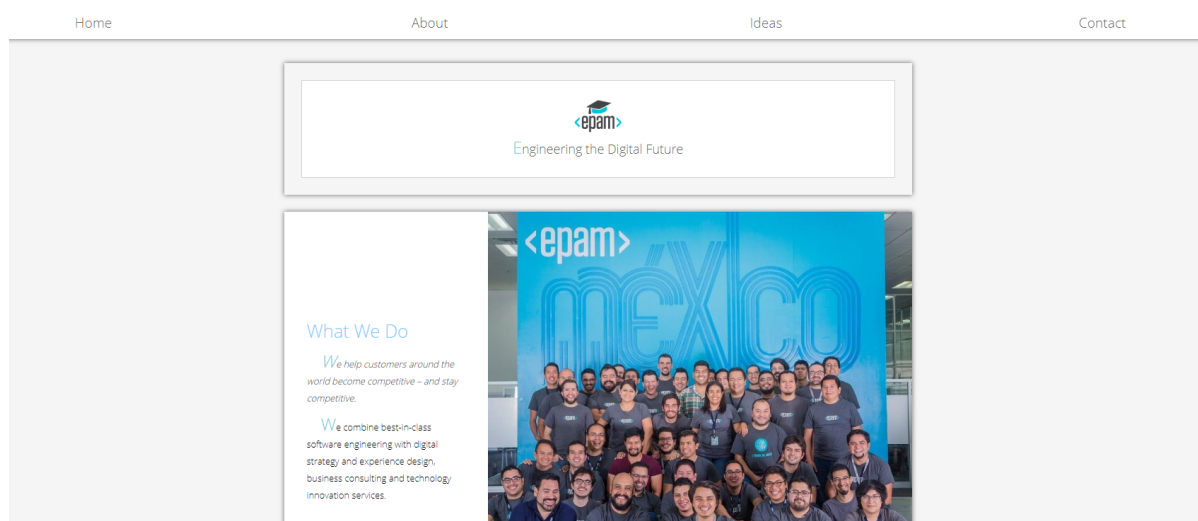 Home About Ideas Contact
<epam>
Engineering the Digital Future
<epam>
méxico
What We Do
We help customers around the
world become competitive – and stay
competitive.
We combine best-in-class
software engineering with digital
strategy and experience design,
business consulting and technology
innovation services.